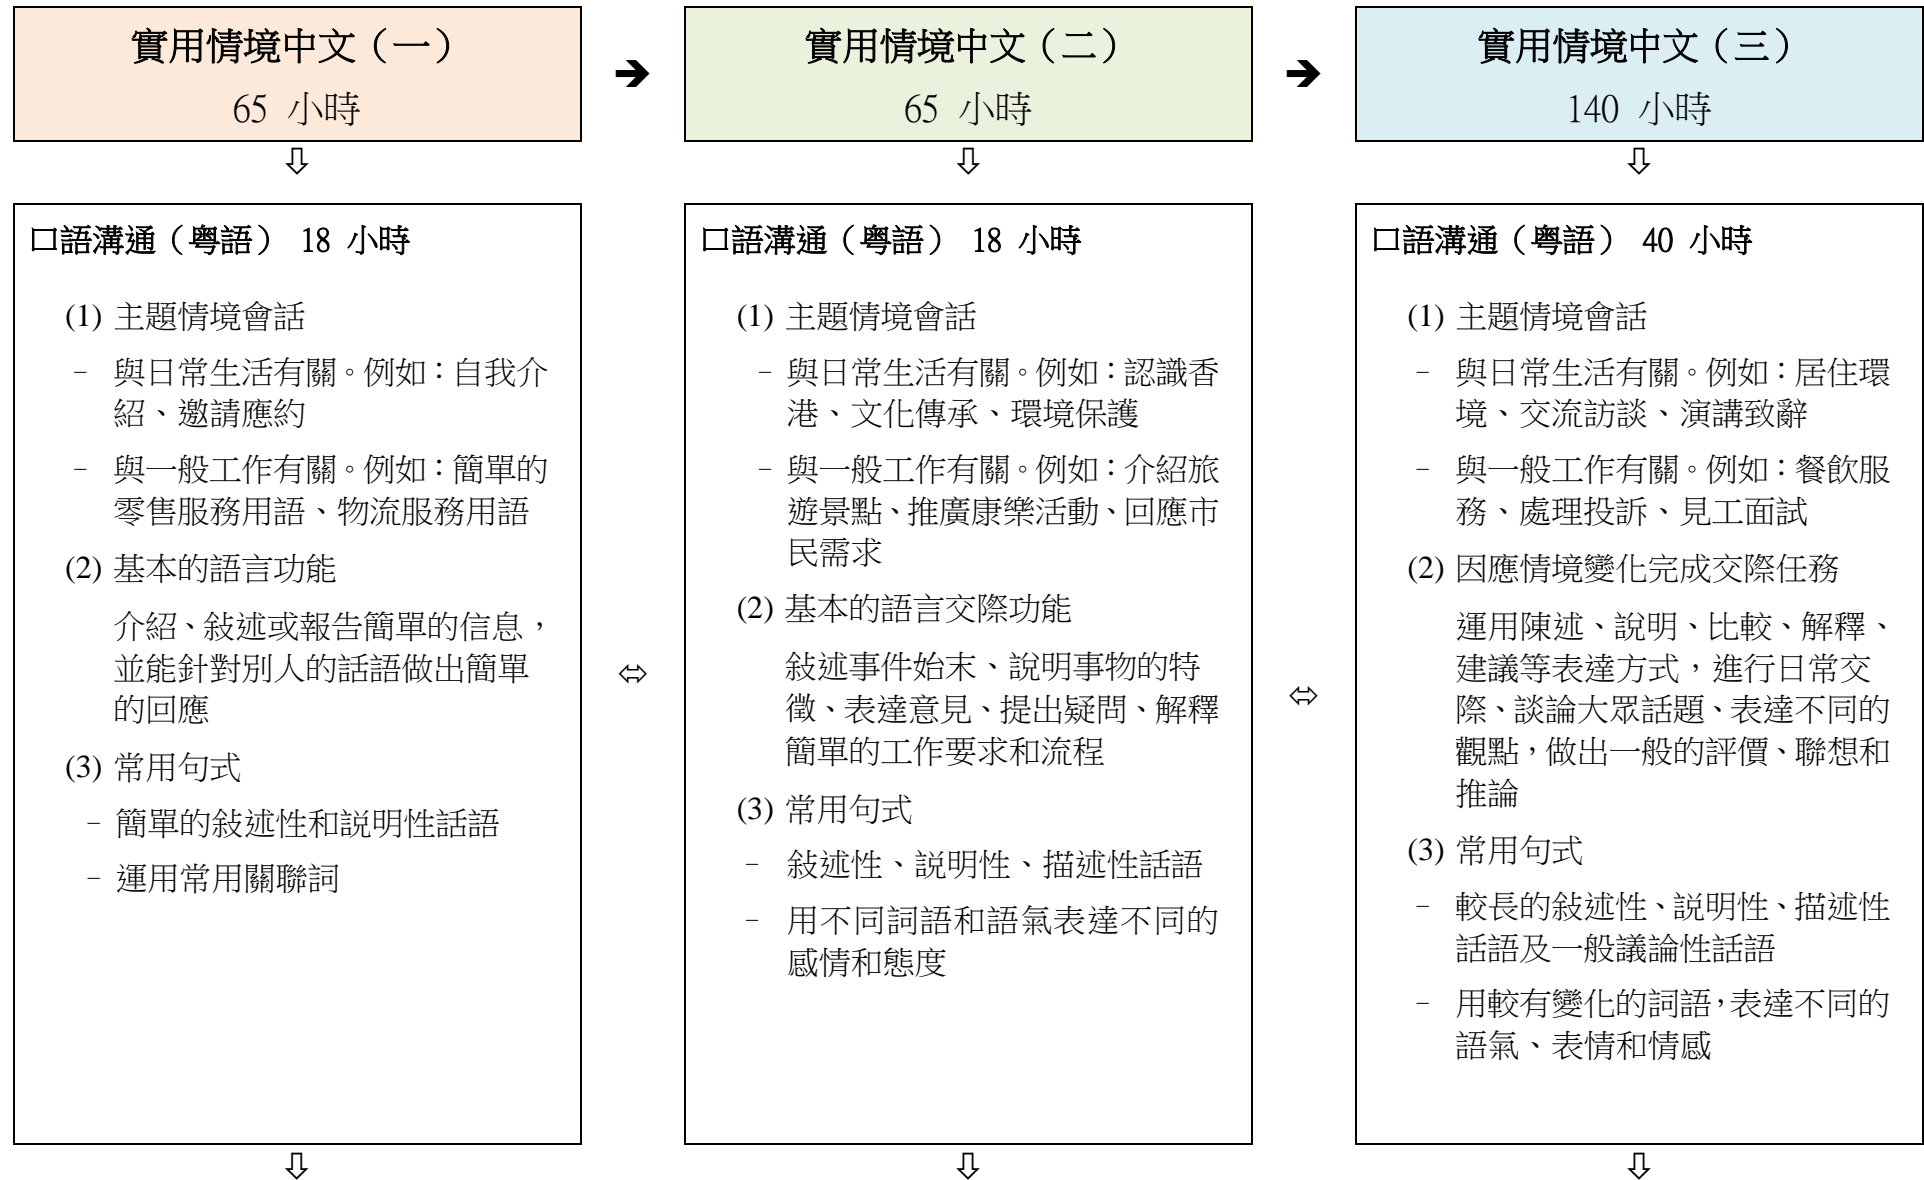 實用情境中文（一）
65 小時
實用情境中文（二）
65 小時
實用情境中文（三）
140 小時
口語溝通（粵語） 18 小時
(1) 主題情境會話
- 與日常生活有關。例如：自我介
紹、邀請應約
- 與一般工作有關。例如：簡單的
零售服務用語、物流服務用語
(2) 基本的語言功能
介紹、敍述或報告簡單的信息，
並能針對別人的話語做出簡單
的回應
(3) 常用句式
- 簡單的敍述性和説明性話語
- 運用常用關聯詞
口語溝通（粵語） 18 小時
(1) 主題情境會話
- 與日常生活有關。例如：認識香
港、文化傳承、環境保護
- 與一般工作有關。例如：介紹旅
遊景點、推廣康樂活動、回應市
民需求
(2) 基本的語言交際功能
敍述事件始末、說明事物的特
徵、表達意見、提出疑問、解釋
簡單的工作要求和流程
(3) 常用句式
- 敍述性、説明性、描述性話語
- 用不同詞語和語氣表達不同的
感情和態度
口語溝通（粵語） 40 小時
(1) 主題情境會話
- 與日常生活有關。例如：居住環
境、交流訪談、演講致辭
- 與一般工作有關。例如：餐飲服
務、處理投訴、見工面試
(2) 因應情境變化完成交際任務
運用陳述、說明、比較、解釋、
建議等表達方式，進行日常交
際、談論大眾話題、表達不同的
觀點，做出一般的評價、聯想和
推論
(3) 常用句式
- 較長的敍述性、説明性、描述性
話語及一般議論性話語
- 用較有變化的詞語，表達不同的
語氣、表情和情感